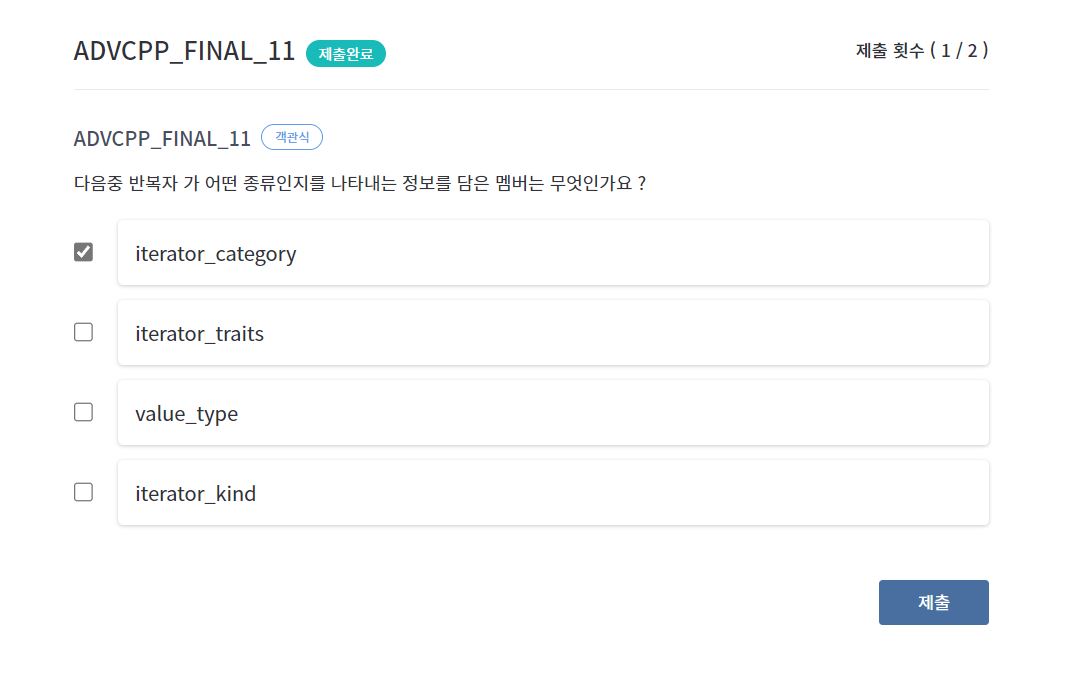 ADVCPP_FINAL_11 제출완료 제출 횟수 ( 1 / 2 )
ADVCPP_FINAL_11 객관식
다음중 반복자 가 어떤 종류인지를 나타내는 정보를 담은 멤버는 무엇인가요 ?
iterator_category
iterator_traits
value_type
iterator_kind
제출